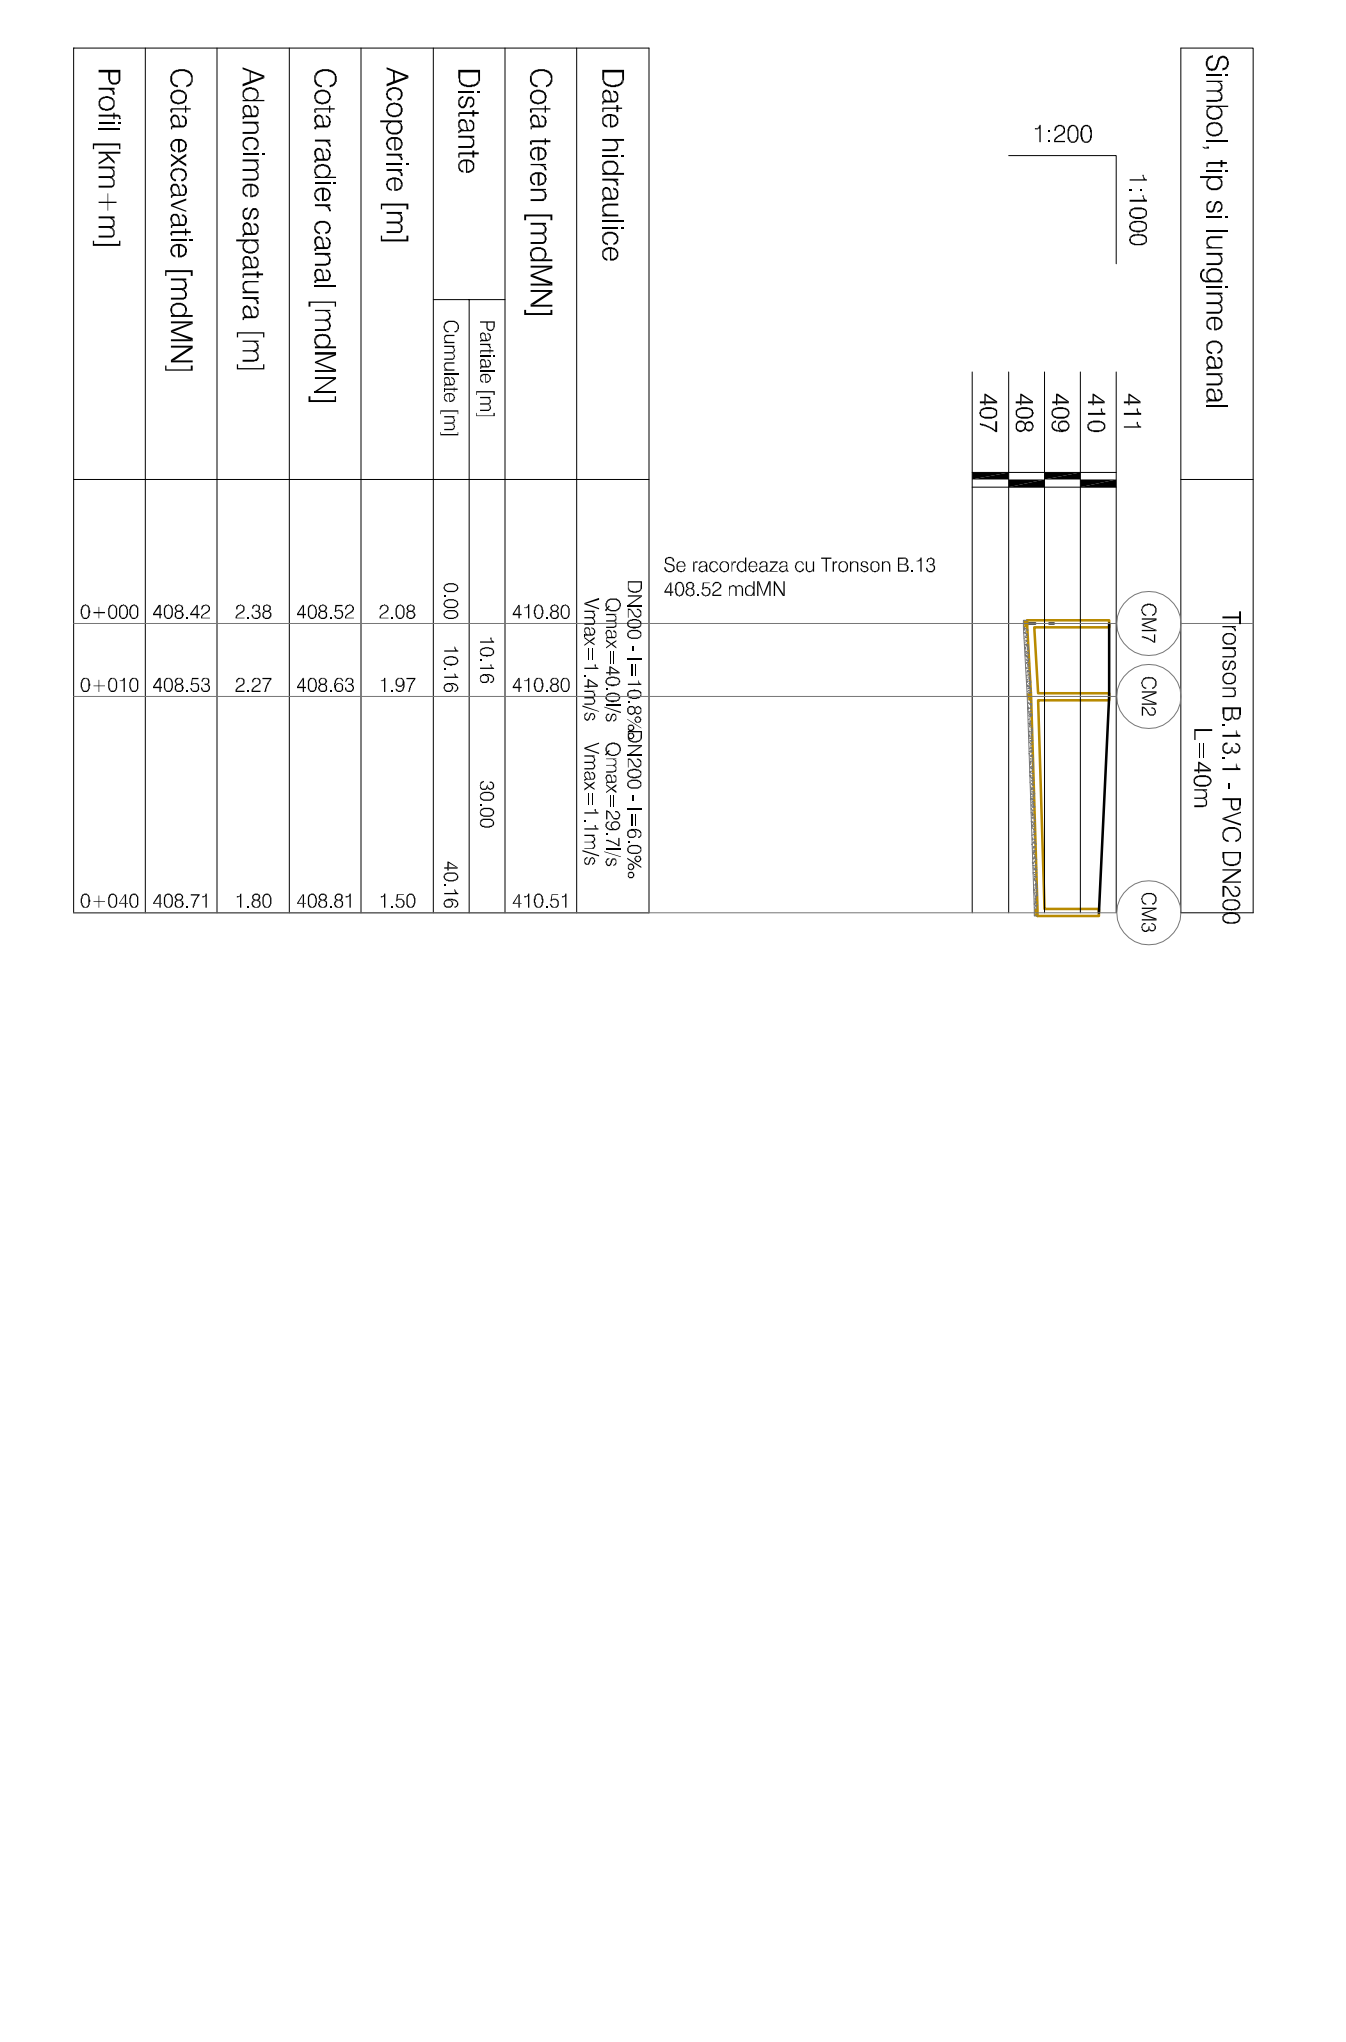 Simbol, tip si lungime canal
Tronson B.13.1 - PVC DN200
L=40m
1:1000
1:200
411
410
409
408
407
CM7
CM2
CM3
Se racordeaza cu Tronson B.13
408.52 mdMN
Date hidraulice
DN200 - I=10.8‰
Qmax=40.0l/s
Vmax=1.4m/s
DN200 - I=6.0‰
Qmax=29.7l/s
Vmax=1.1m/s
Cota teren [mdMN]
410.80
410.80
410.51
Distante
Partiale [m]
10.16
30.00
Cumulate [m]
0.00
10.16
40.16
Acoperire [m]
2.08
1.97
1.50
Cota radier canal [mdMN]
408.52
408.63
408.81
Adancime sapatura [m]
2.38
2.27
1.80
Cota excavatie [mdMN]
408.42
408.53
408.71
Profil [km+m]
0+000
0+010
0+040